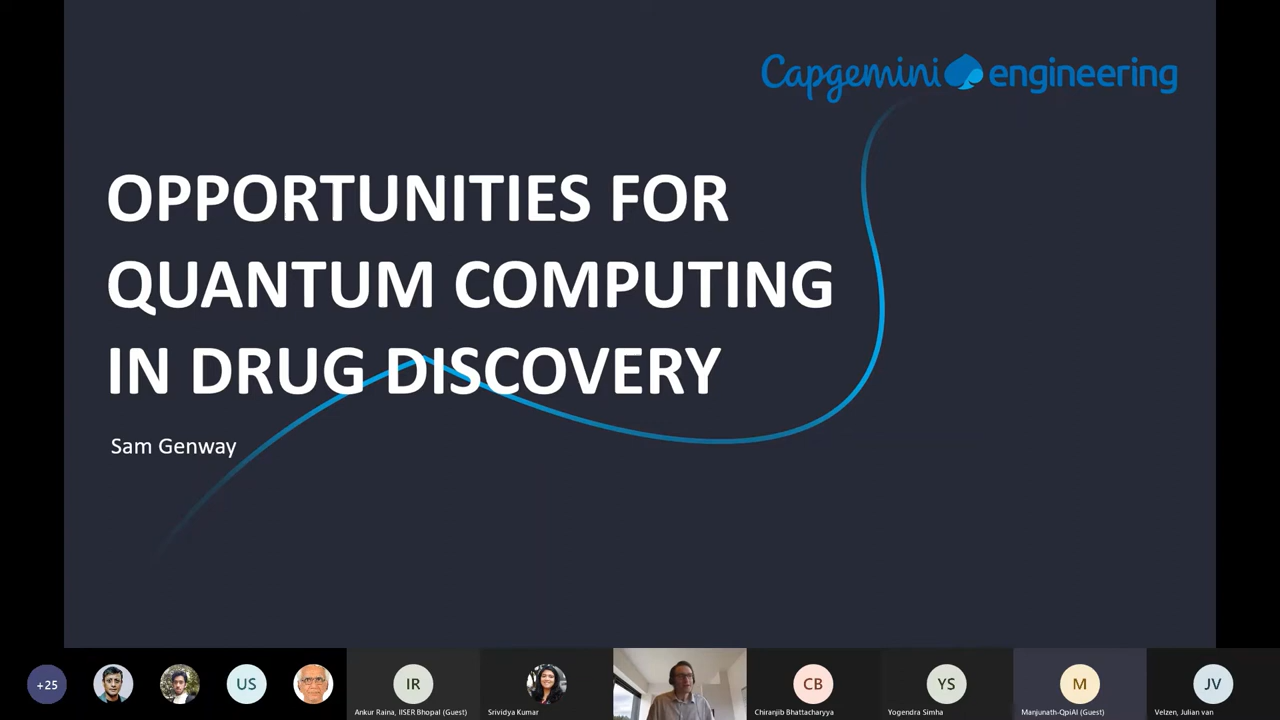 Capgemini engineering
OPPORTUNITIES FOR
QUANTUM COMPUTING
IN DRUG DISCOVERY
Sam Genway
+25
US
IR
CB
YS
M
JV
Ankur Raina, IISER Bhopal (Guest)
Srividya Kumar
Chiranjib Bhattacharyya
Yogendra Simha
Manjunath-QpiAI (Guest)
Velzen, Julian van